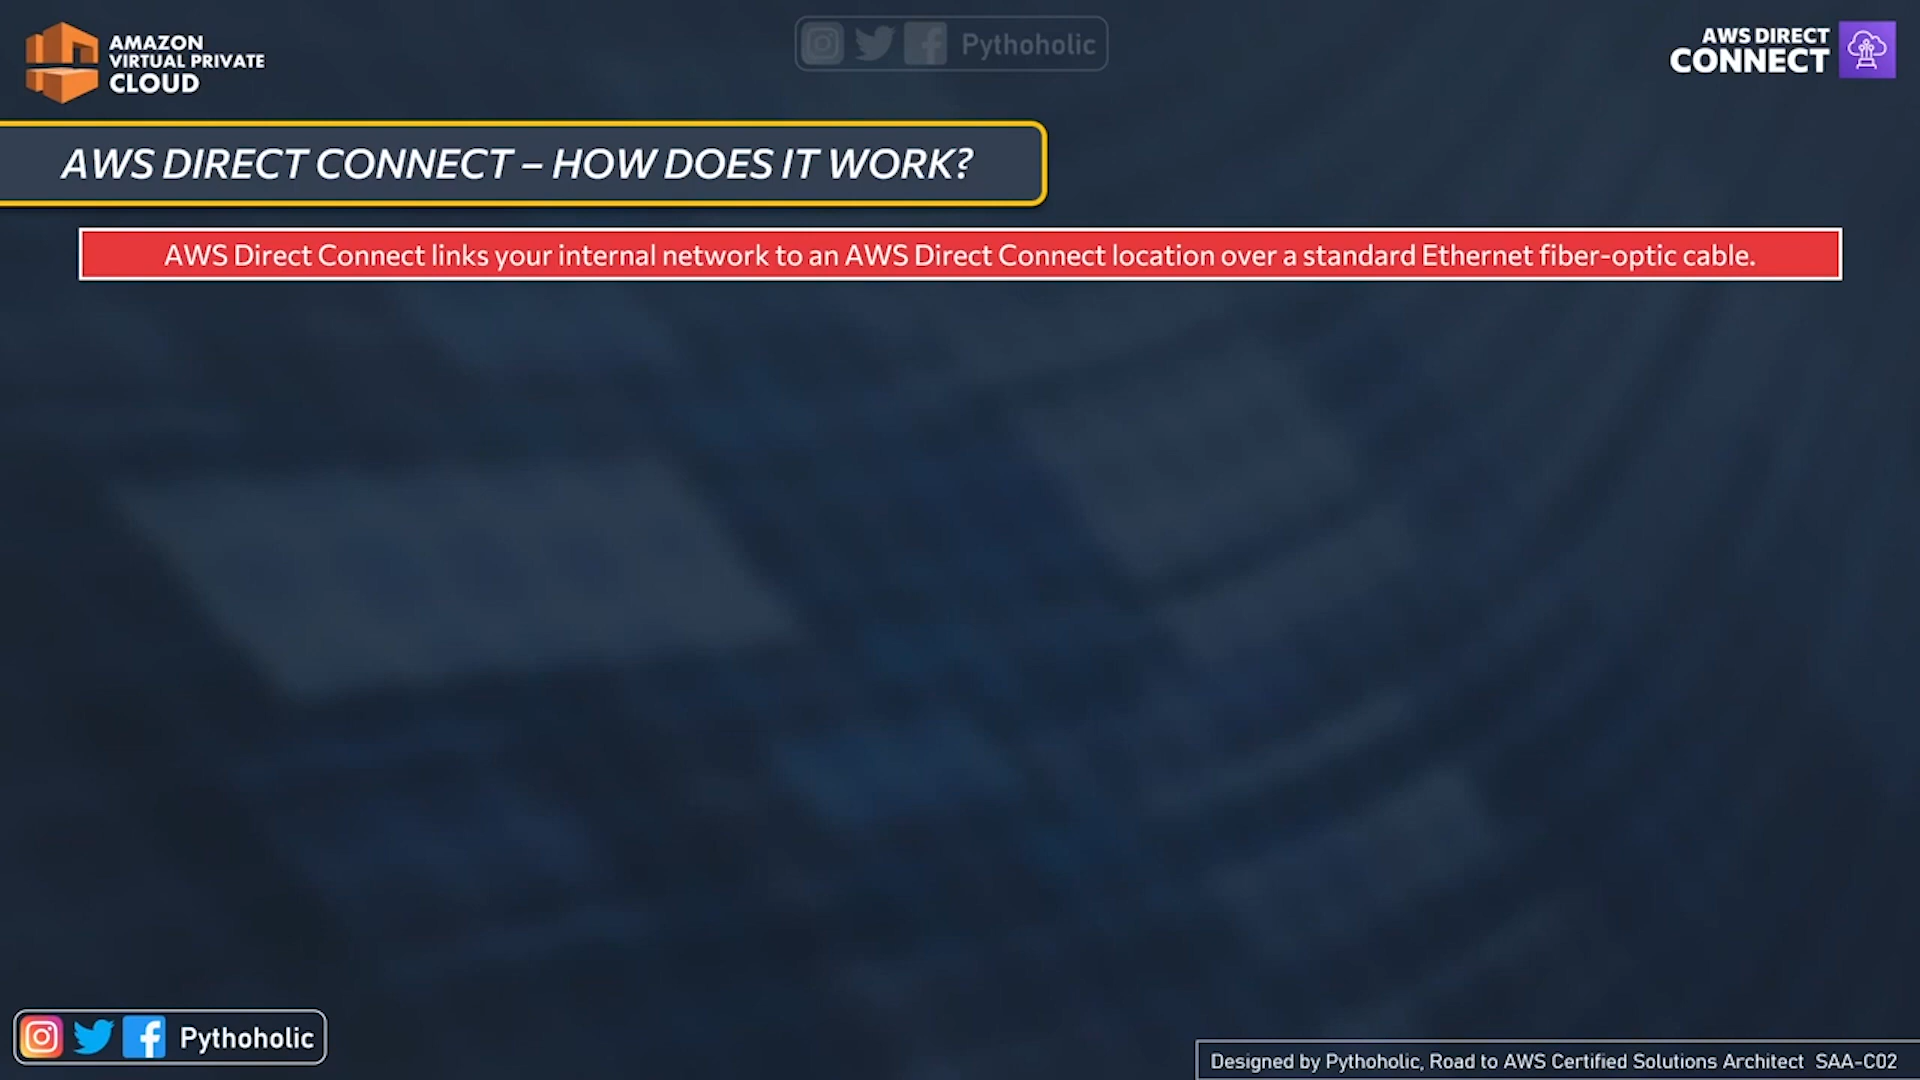 AMAZON
VIRTUAL PRIVATE
CLOUD
Pythoholic
AWS DIRECT
CONNECT
AWS DIRECT CONNECT – HOW DOES IT WORK?
AWS Direct Connect links your internal network to an AWS Direct Connect location over a standard Ethernet fiber-optic cable.
Pythoholic
Designed by Pythoholic, Road to AWS Certified Solutions Architect SAA-C02